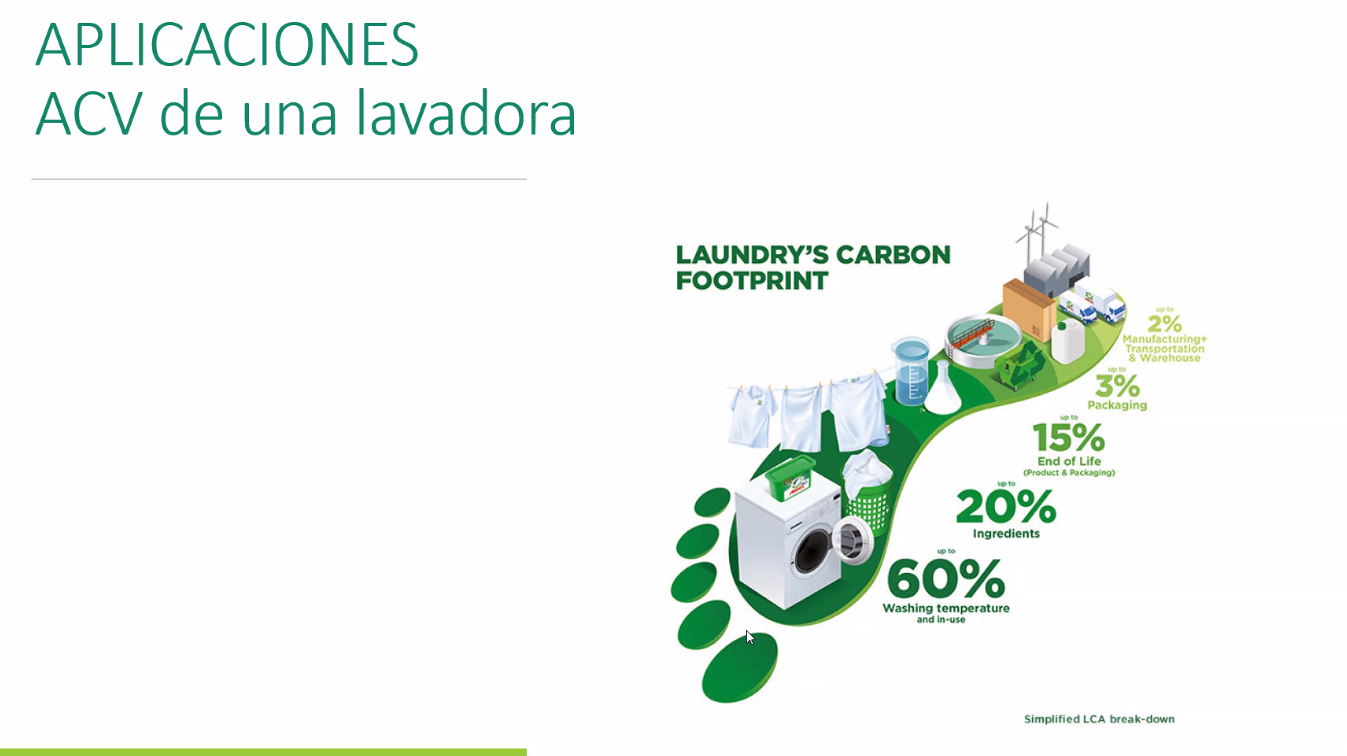 APLICACIONES
ACV de una lavadora
LAUNDRY'S CARBON
FOOTPRINT
up to
2%
Manufacturing+
Transportation
& Warehouse
up to
3%
Packaging
up to
15%
End of Life
(Product & Packaging)
up to
20%
Ingredients
up to
60%
Washing temperature
and in-use
Simplified LCA break-down